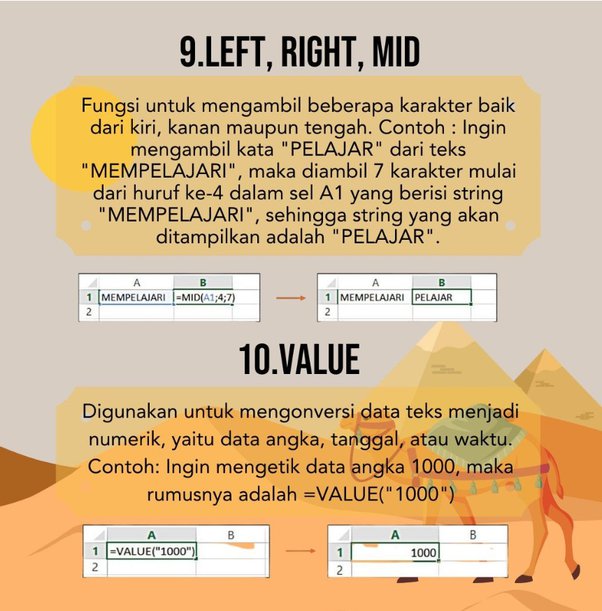 9.LEFT, RIGHT, MID
Fungsi untuk mengambil beberapa karakter baik
dari kiri, kanan maupun tengah. Contoh : Ingin
mengambil kata "PELAJAR" dari teks
"MEMPELAJARI", maka diambil 7 karakter mulai
dari huruf ke-4 dalam sel A1 yang berisi string
"MEMPELAJARI", sehingga string yang akan
ditampilkan adalah "PELAJAR".
A B
1 MEMPELAJARI =MID(A1;4;7)
2
A B
1 MEMPELAJARI PELAJAR
2
10.VALUE
Digunakan untuk mengonversi data teks menjadi
numerik, yaitu data angka, tanggal, atau waktu.
Contoh: Ingin mengetik data angka 1000, maka
rumusnya adalah =VALUE("1000")
A B
1 =VALUE("1000")
2
A B
1 1000
2